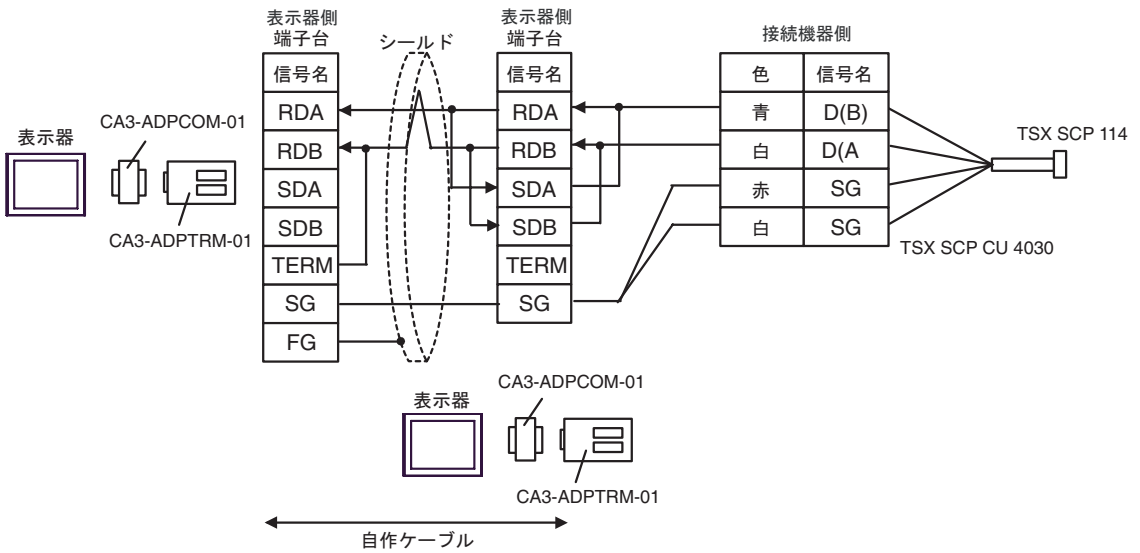 表示器側
端子台
シールド
表示器側
端子台
接続機器側
信号名
RDA
RDB
SDA
SDB
TERM
SG
FG
信号名
RDA
RDB
SDA
SDB
TERM
SG
色 信号名
青 D(B)
白 D(A
赤 SG
白 SG
TSX SCP 114
TSX SCP CU 4030
表示器
CA3-ADPCOM-01
CA3-ADPTRM-01
表示器
CA3-ADPCOM-01
CA3-ADPTRM-01
自作ケーブル